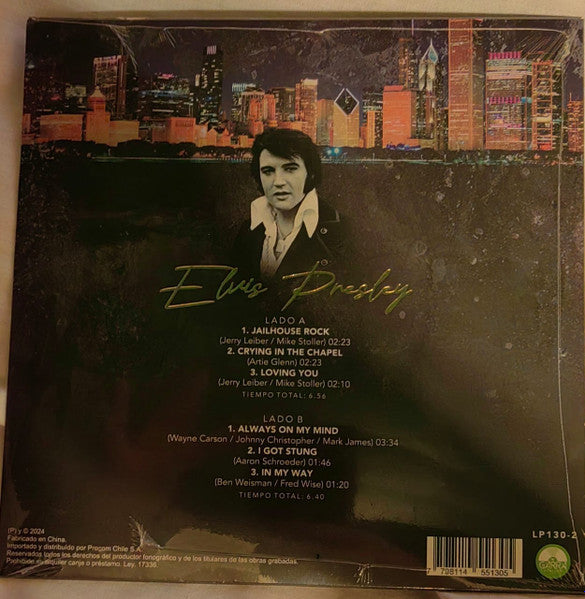 Elvis Presley
LADO A
1. JAILHOUSE ROCK
(Jerry Leiber / Mike Stoller) 02:23
2. CRYING IN THE CHAPEL
(Artie Glenn) 02:23
3. LOVING YOU
(Jerry Leiber / Mike Stoller) 02:10
TIEMPO TOTAL: 6.56
LADO B
1. ALWAYS ON MY MIND
(Wayne Carson / Johnny Christopher / Mark James) 03:34
2. I GOT STUNG
(Aaron Schroeder) 01:46
3. IN MY WAY
(Ben Weisman / Fred Wise) 01:20
TIEMPO TOTAL: 6.40
(P) y © 2024
Fabricado en China.
Importado y distribuido por Procom Chile S.A.
Reservados todos los derechos del productor fonográfico y de los titulares de las obras grabadas.
Prohibido su alquiler canje o préstamo. Ley. 17336.
LP130-2
7 798114 551305